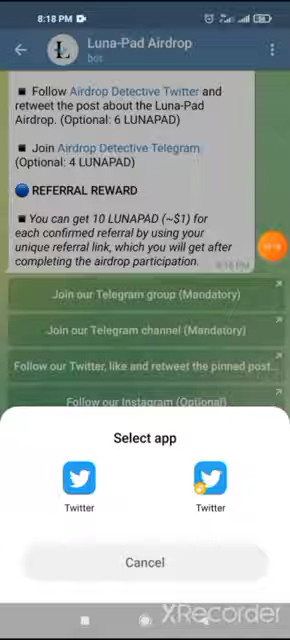 8:18 PM
Luna-Pad Airdrop
bot
Follow Airdrop Detective Twitter and
retweet the post about the Luna-Pad
Airdrop. (Optional: 6 LUNAPAD)
Join Airdrop Detective Telegram
(Optional: 4 LUNAPAD)
REFERRAL REWARD
You can get 10 LUNAPAD (~$1) for
each confirmed referral by using your
unique referral link, which you will get after
completing the airdrop participation.
8:18 PM
Join our Telegram group (Mandatory)
Join our Telegram channel (Mandatory)
Follow our Twitter, like and retweet the pinned post...
Follow our Instagram (Optional)
Select app
Twitter Twitter
Cancel
XRecorder